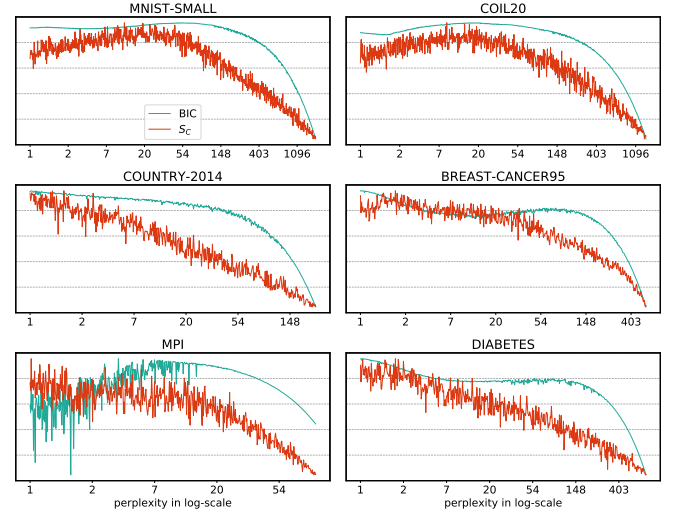 MNIST-SMALL
BIC
S_C
1 2 7 20 54 148 403 1096
COIL20
1 2 7 20 54 148 403 1096
COUNTRY-2014
1 2 7 20 54 148
BREAST-CANCER95
1 2 7 20 54 148 403
MPI
1 2 7 20 54
perplexity in log-scale
DIABETES
1 2 7 20 54 148 403
perplexity in log-scale